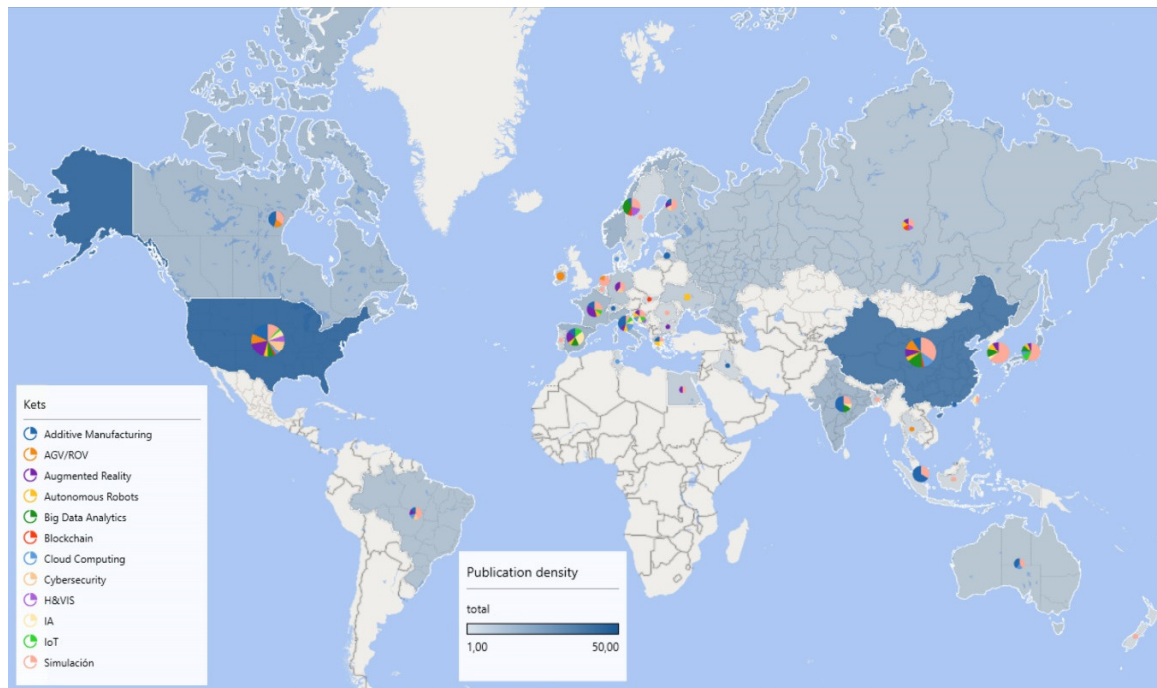 Kets
Additive Manufacturing
AGV/ROV
Augmented Reality
Autonomous Robots
Big Data Analytics
Blockchain
Cloud Computing
Cybersecurity
H&VIS
IA
IoT
Simulación
Publication density
total
1,00 50,00